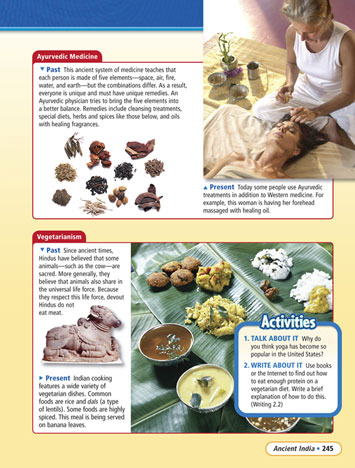 Ayurvedic Medicine
▼ Past This ancient system of medicine teaches that
each person is made of five elements—space, air, fire,
water, and earth—but the combinations differ. As a result,
everyone is unique and must have unique remedies. An
Ayurvedic physician tries to bring the five elements into
a better balance. Remedies include cleansing treatments,
special diets, herbs and spices like those below, and oils
with healing fragrances.
▲ Present Today some people use Ayurvedic
treatments in addition to Western medicine. For
example, this woman is having her forehead
massaged with healing oil.
Vegetarianism
▼ Past Since ancient times,
Hindus have believed that some
animals—such as the cow—are
sacred. More generally, they
believe that animals also share in
the universal life force. Because
they respect this life force, devout
Hindus do not
eat meat.
► Present Indian cooking
features a wide variety of
vegetarian dishes. Common
foods are rice and dals (a type
of lentils). Some foods are highly
spiced. This meal is being served
on banana leaves.
Activities
1. TALK ABOUT IT Why do
you think yoga has become so
popular in the United States?
2. WRITE ABOUT IT Use books
or the Internet to find out how
to eat enough protein on a
vegetarian diet. Write a brief
explanation of how to do this.
(Writing 2.2)
Ancient India • 245